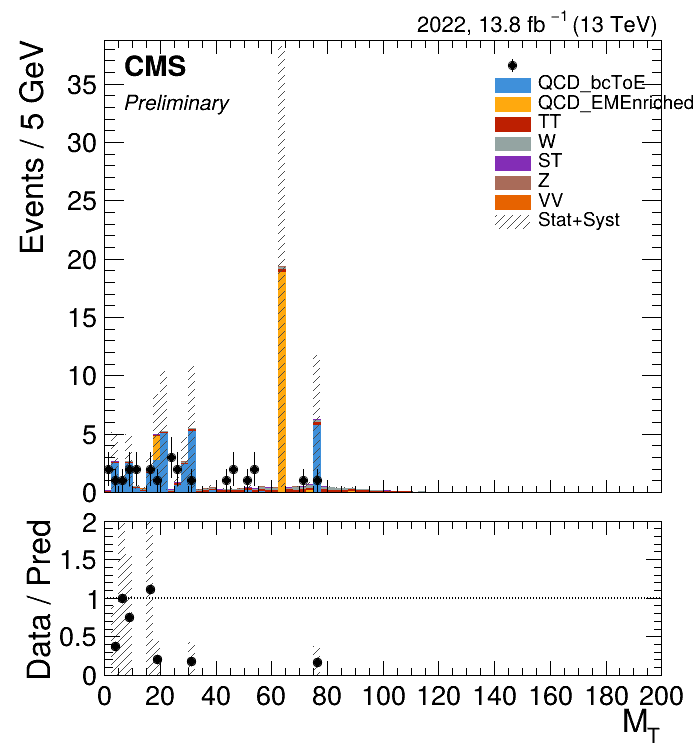 2022, 13.8 fb⁻¹ (13 TeV)
CMS
Preliminary
Events / 5 GeV
35
30
25
20
15
10
5
0
QCD_bcToE
QCD_EMEnriched
TT
W
ST
Z
VV
Stat+Syst
Data / Pred
2
1.5
1
0.5
0
0 20 40 60 80 100 120 140 160 180 200
M_T